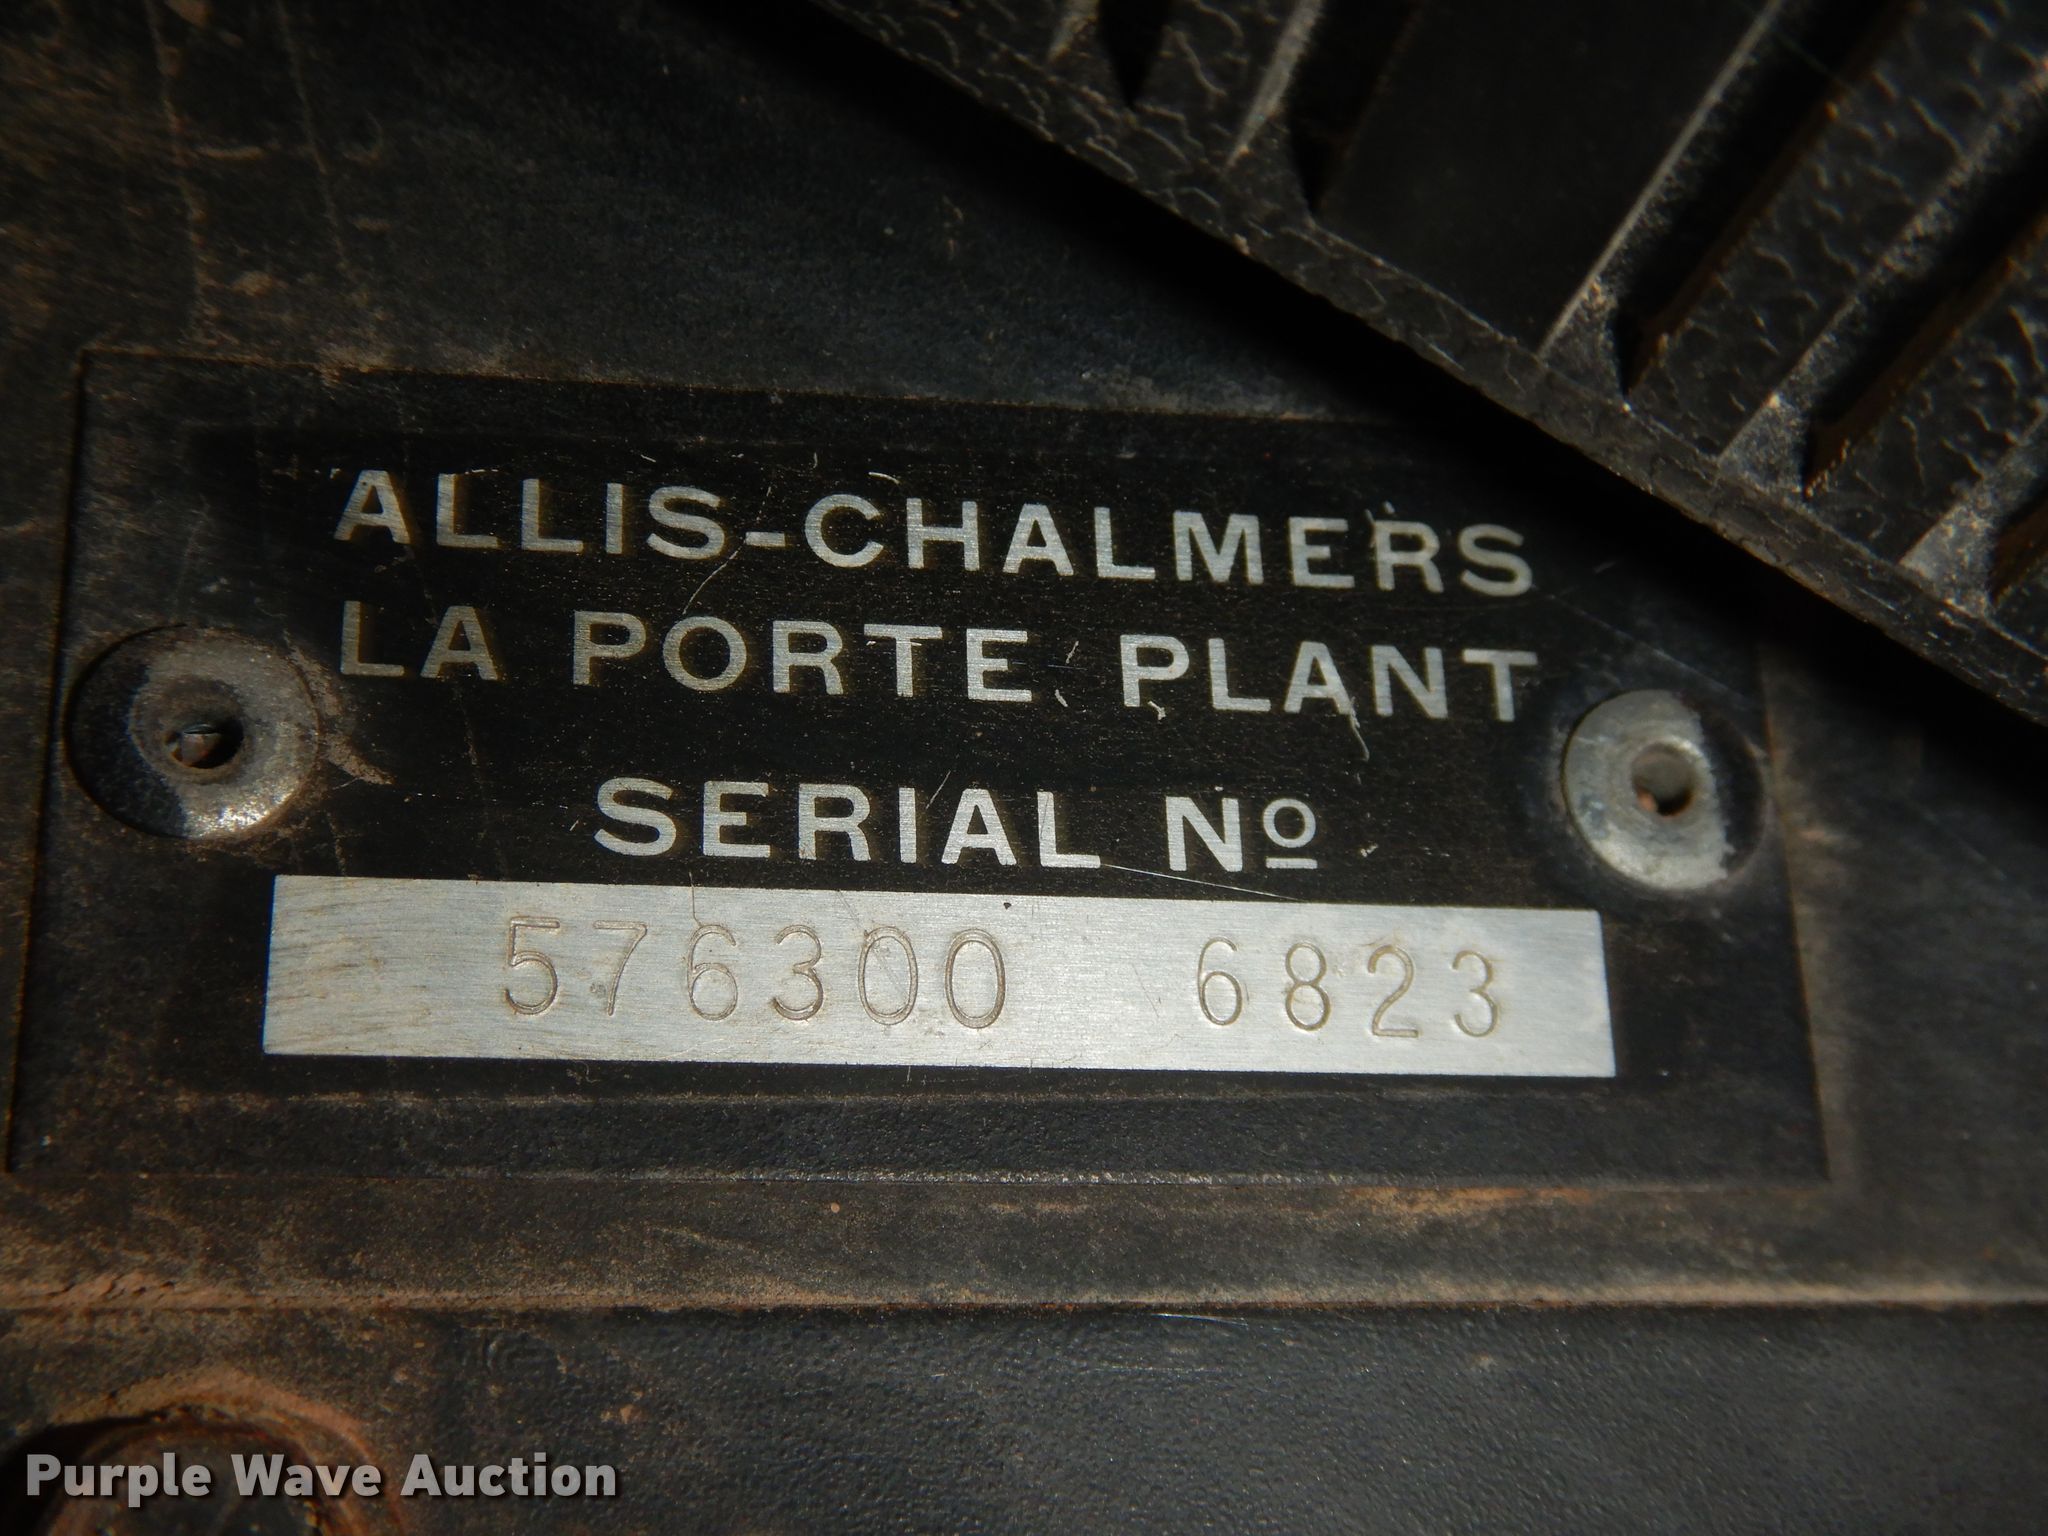 ALLIS-CHALMERS
LA PORTE PLANT
SERIAL Nº
576300 6823
Purple Wave Auction